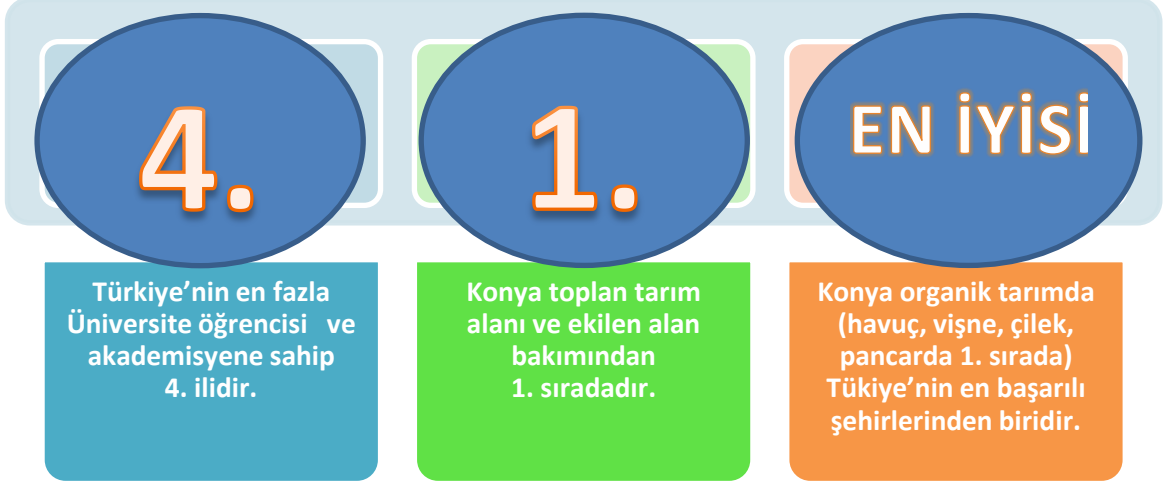 4.
1.
EN İYİSİ
Türkiye’nin en fazla
Üniversite öğrencisi ve
akademisyene sahip
4. ilidir.
Konya toplan tarım
alanı ve ekilen alan
bakımından
1. sıradadır.
Konya organik tarımda
(havuç, vişne, çilek,
pancarda 1. sırada)
Tükiye’nin en başarılı
şehirlerinden biridir.